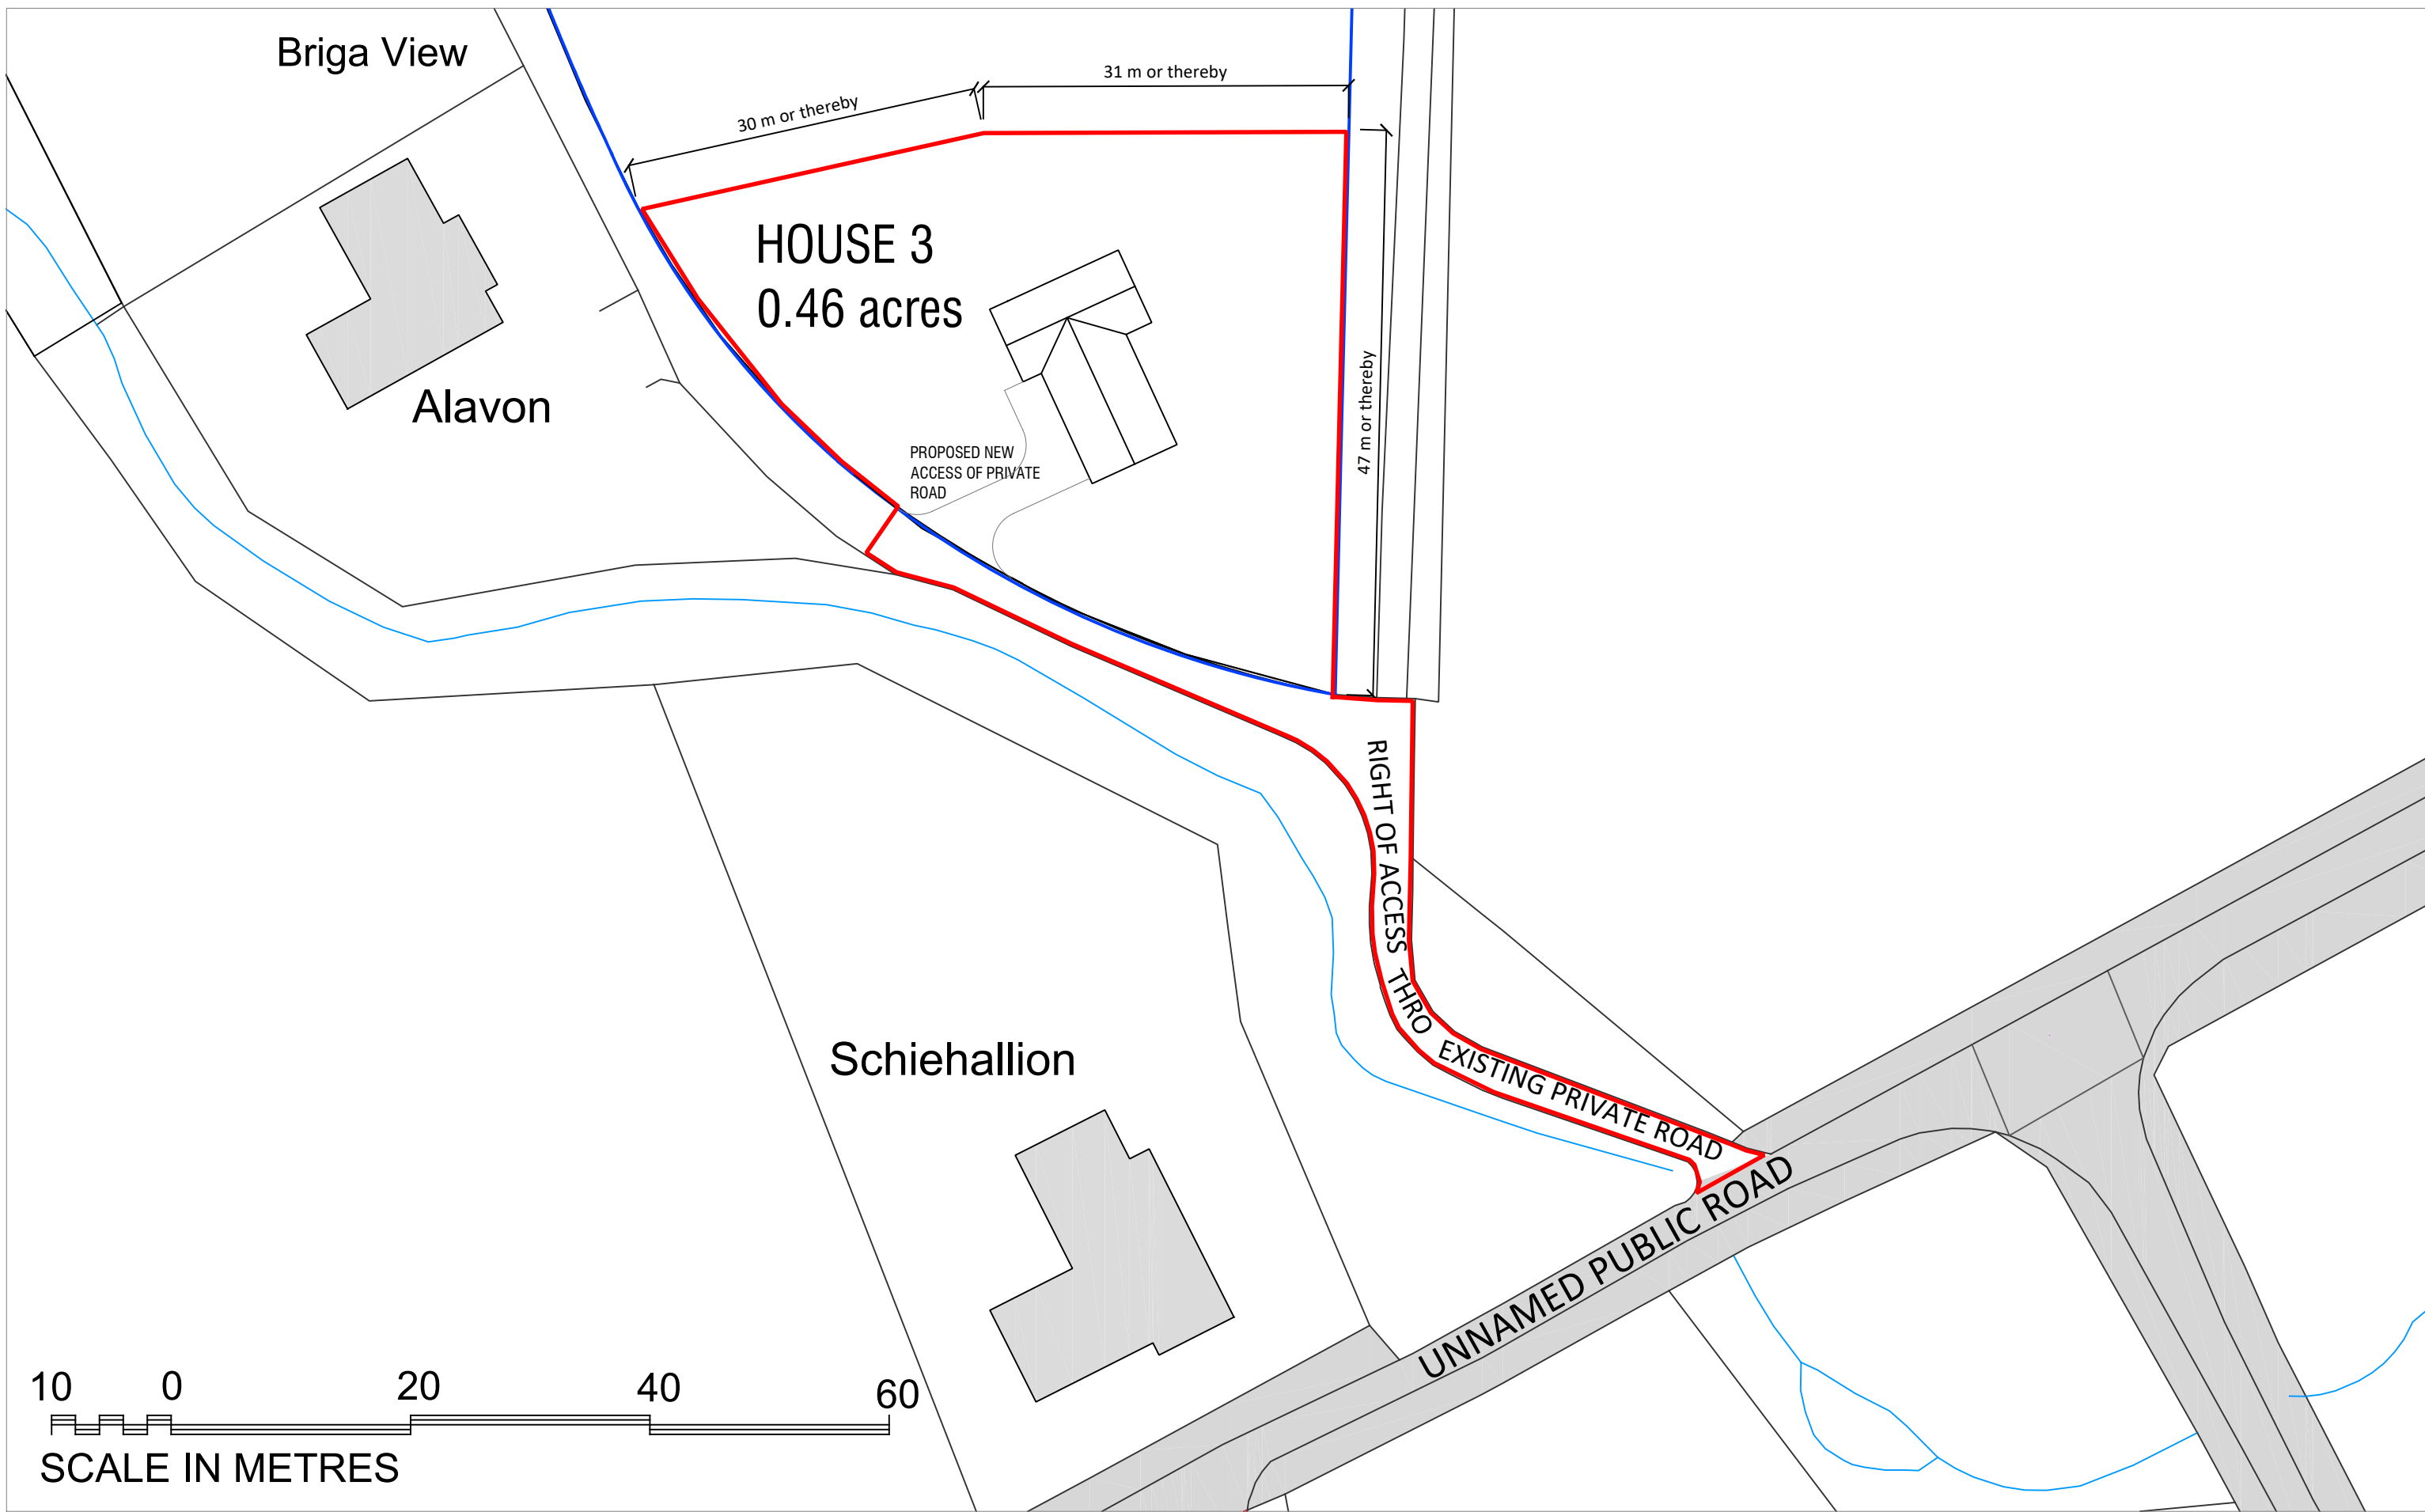 Briga View
31 m or thereby
30 m or thereby
HOUSE 3
0.46 acres
47 m or thereby
Alavon
PROPOSED NEW
ACCESS OF PRIVATE
ROAD
RIGHT OF ACCESS THRO EXISTING PRIVATE ROAD
Schiehallion
UNNAMED PUBLIC ROAD
10 0 20 40 60
SCALE IN METRES